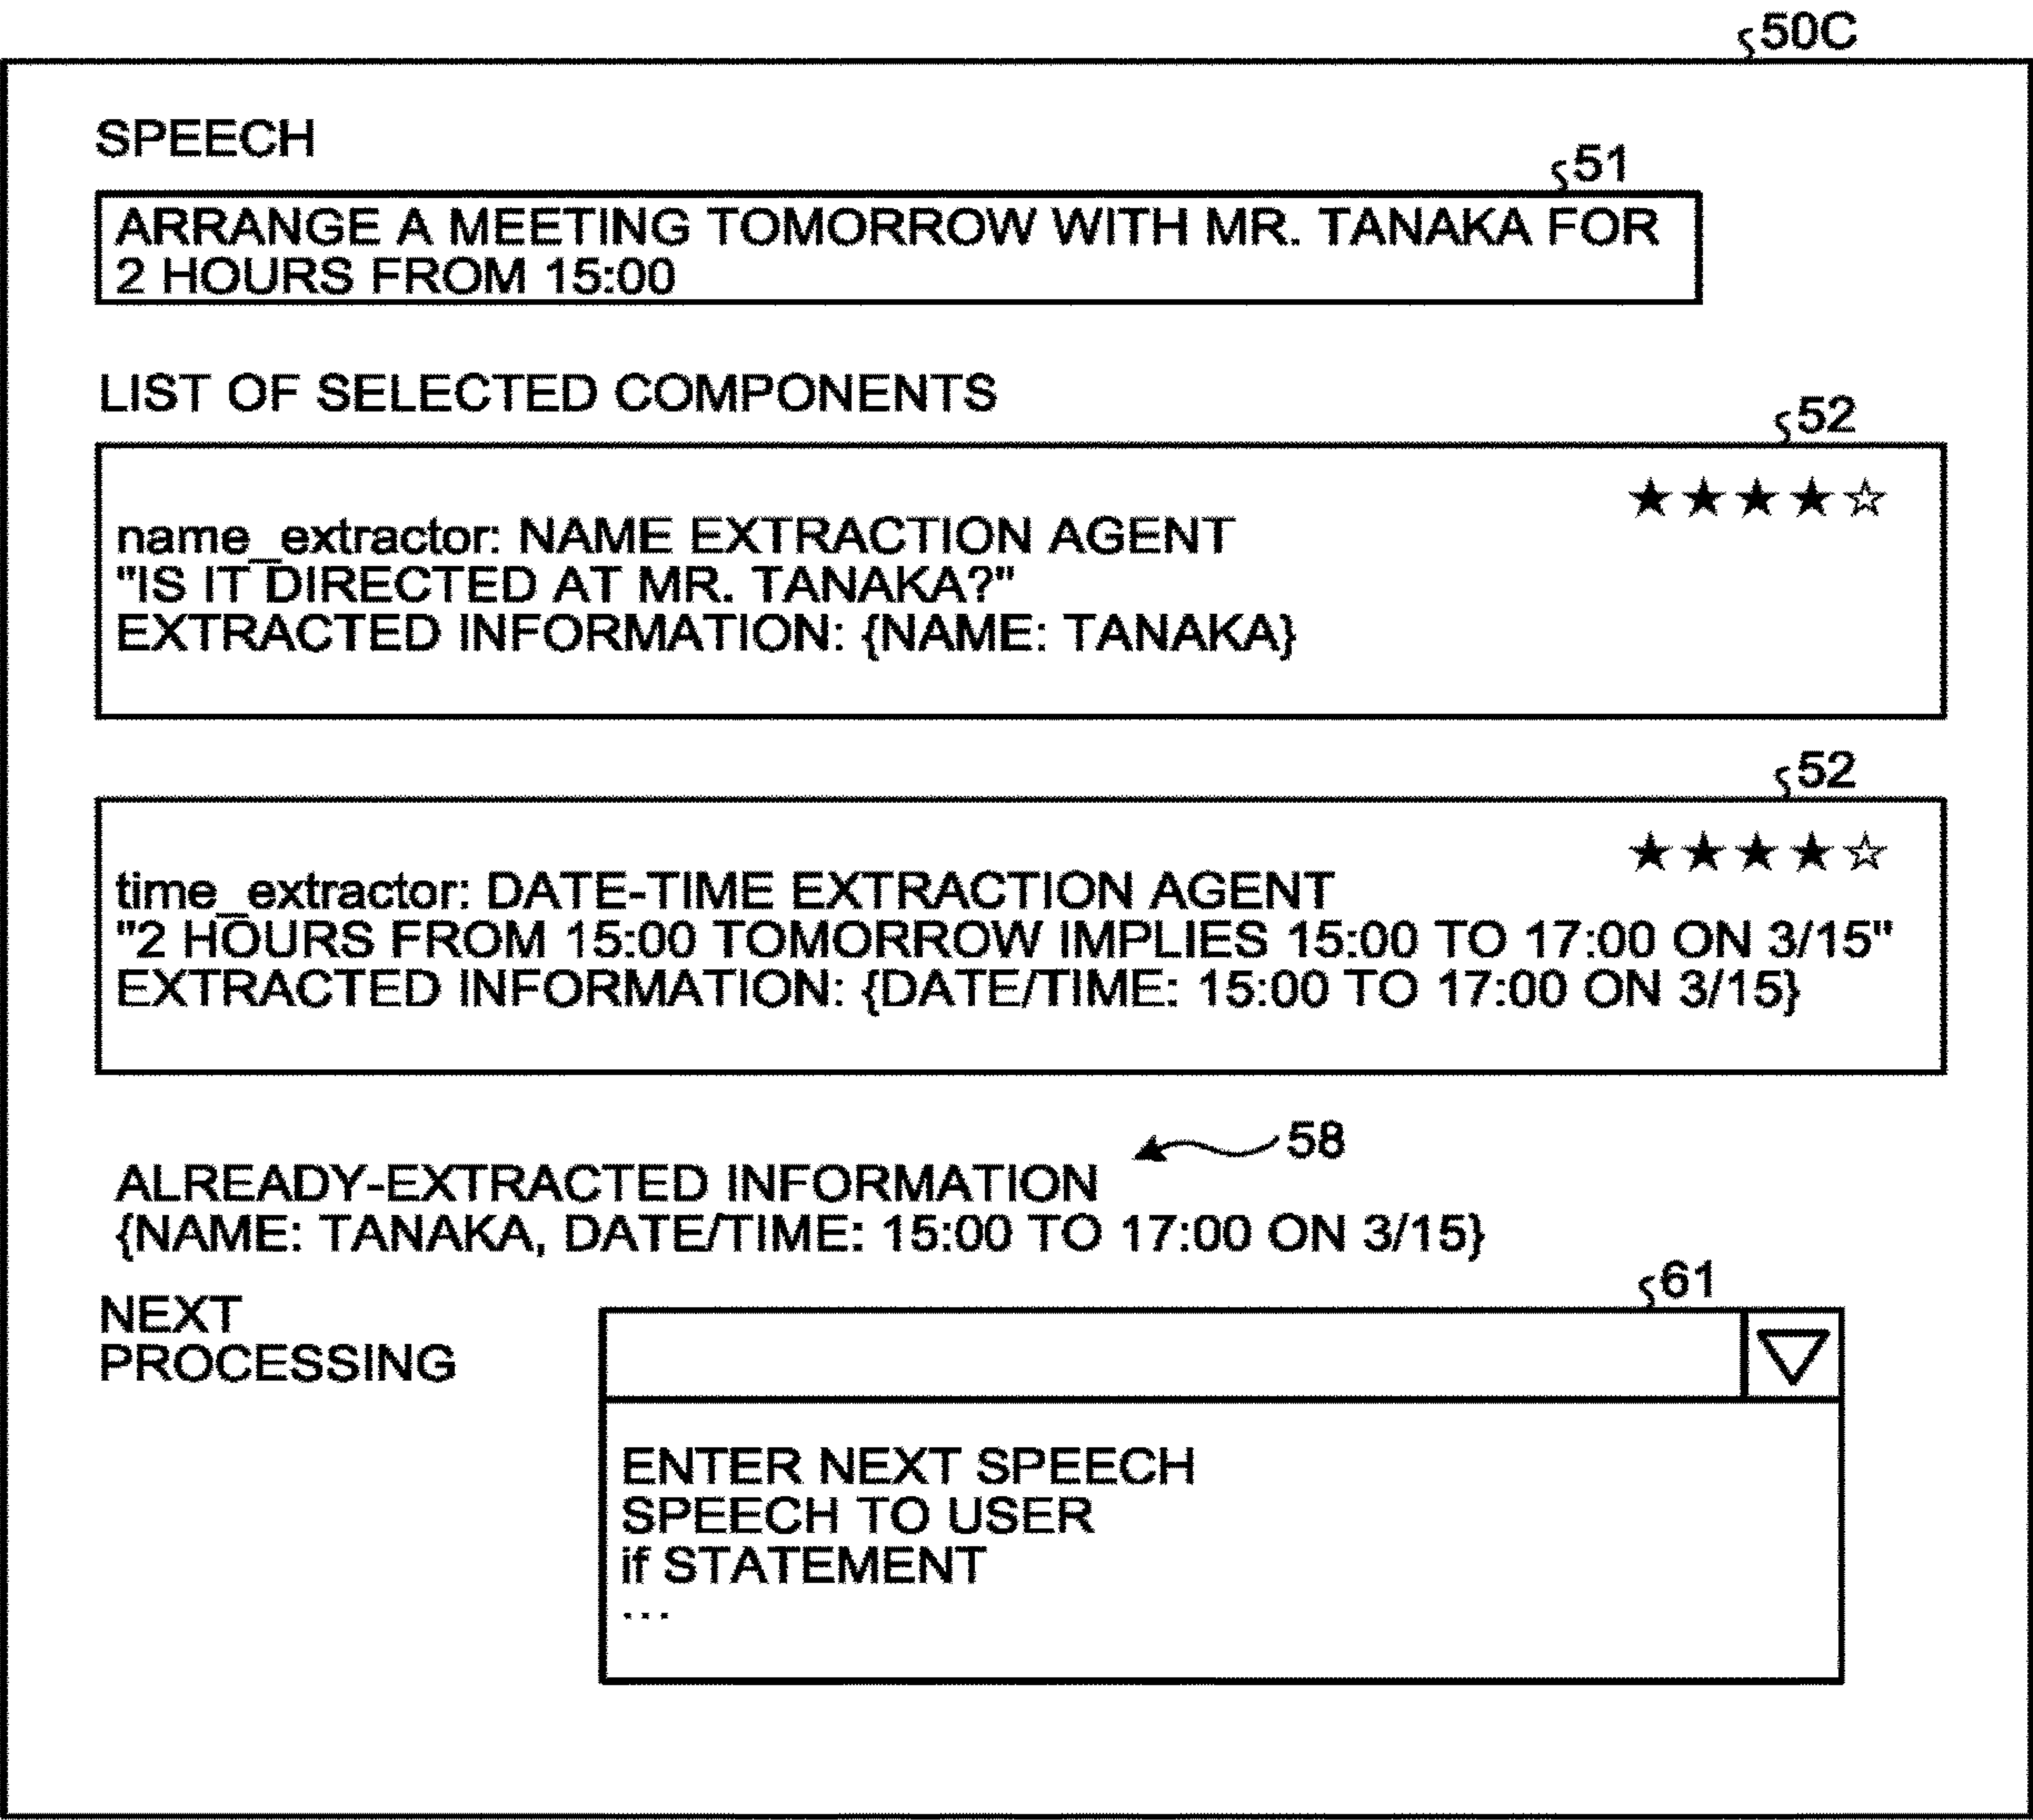 50C
SPEECH
51
ARRANGE A MEETING TOMORROW WITH MR. TANAKA FOR
2 HOURS FROM 15:00
LIST OF SELECTED COMPONENTS
52
★★★★☆
name_extractor: NAME EXTRACTION AGENT
"IS IT DIRECTED AT MR. TANAKA?"
EXTRACTED INFORMATION: {NAME: TANAKA}
52
★★★★☆
time_extractor: DATE-TIME EXTRACTION AGENT
"2 HOURS FROM 15:00 TOMORROW IMPLIES 15:00 TO 17:00 ON 3/15"
EXTRACTED INFORMATION: {DATE/TIME: 15:00 TO 17:00 ON 3/15}
58
ALREADY-EXTRACTED INFORMATION
{NAME: TANAKA, DATE/TIME: 15:00 TO 17:00 ON 3/15}
61
NEXT
PROCESSING
ENTER NEXT SPEECH
SPEECH TO USER
if STATEMENT
...